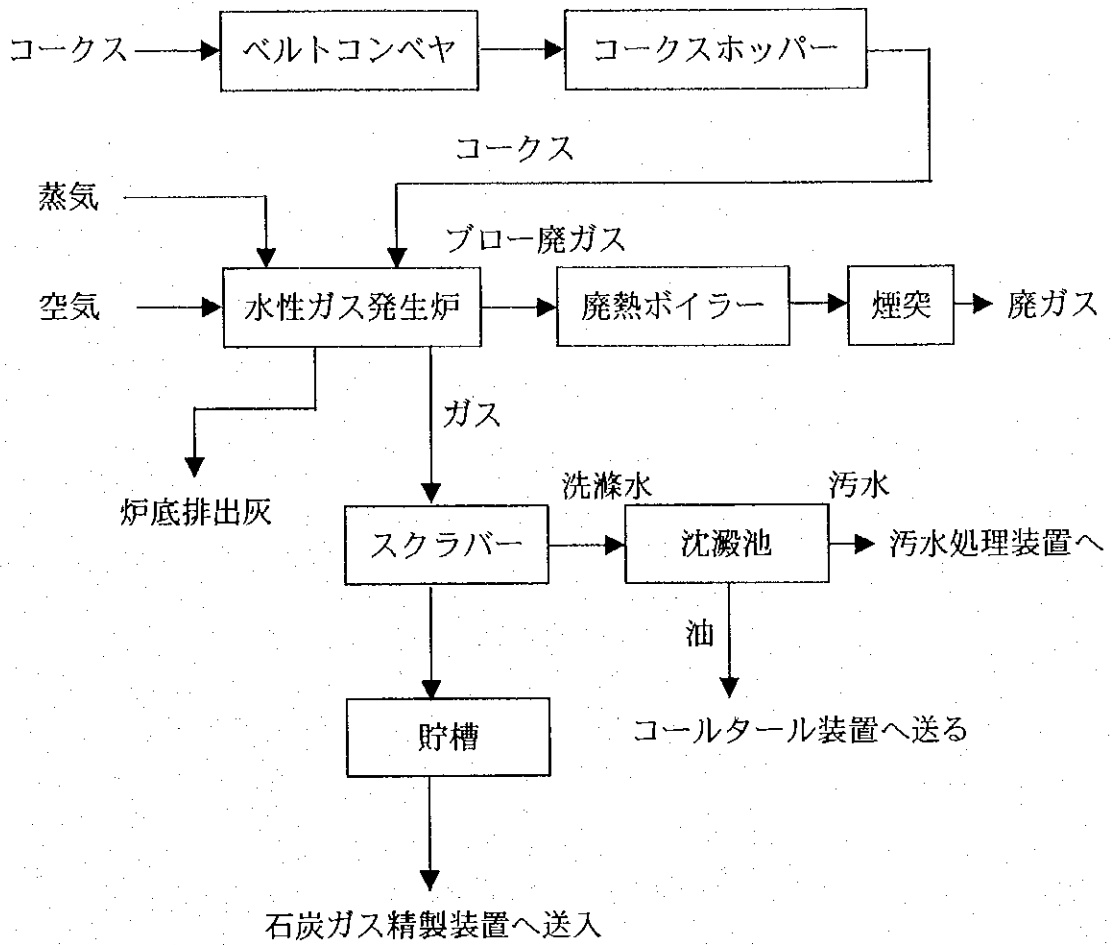 コークス
ベルトコンベヤ
コークスホッパー
コークス
蒸気
ブロー廃ガス
空気
水性ガス発生炉
廃熱ボイラー
煙突
廃ガス
ガス
炉底排出灰
洗滌水
汚水
スクラバー
沈澱池
汚水処理装置へ
油
貯槽
コールタール装置へ送る
石炭ガス精製装置へ送入